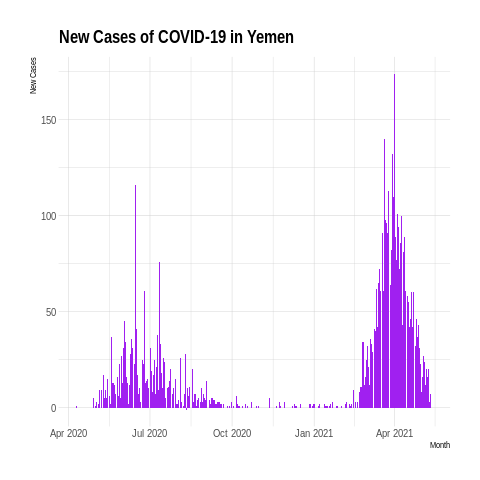 New Cases of COVID-19 in Yemen
New Cases
150
100
50
0
Apr 2020
Jul 2020
Oct 2020
Jan 2021
Apr 2021
Month